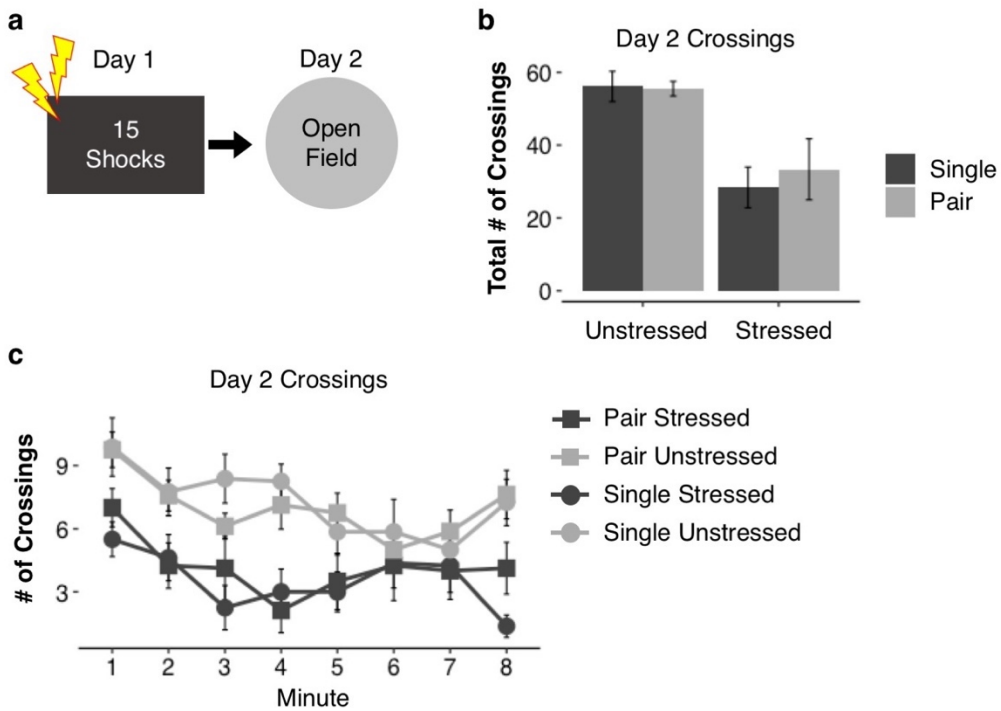 a
Day 1
Day 2
15
Shocks
Open
Field
b
Day 2 Crossings
Total # of Crossings
60
40
20
0
Unstressed
Stressed
Single
Pair
c
Day 2 Crossings
# of Crossings
9
6
3
1 2 3 4 5 6 7 8
Minute
Pair Stressed
Pair Unstressed
Single Stressed
Single Unstressed